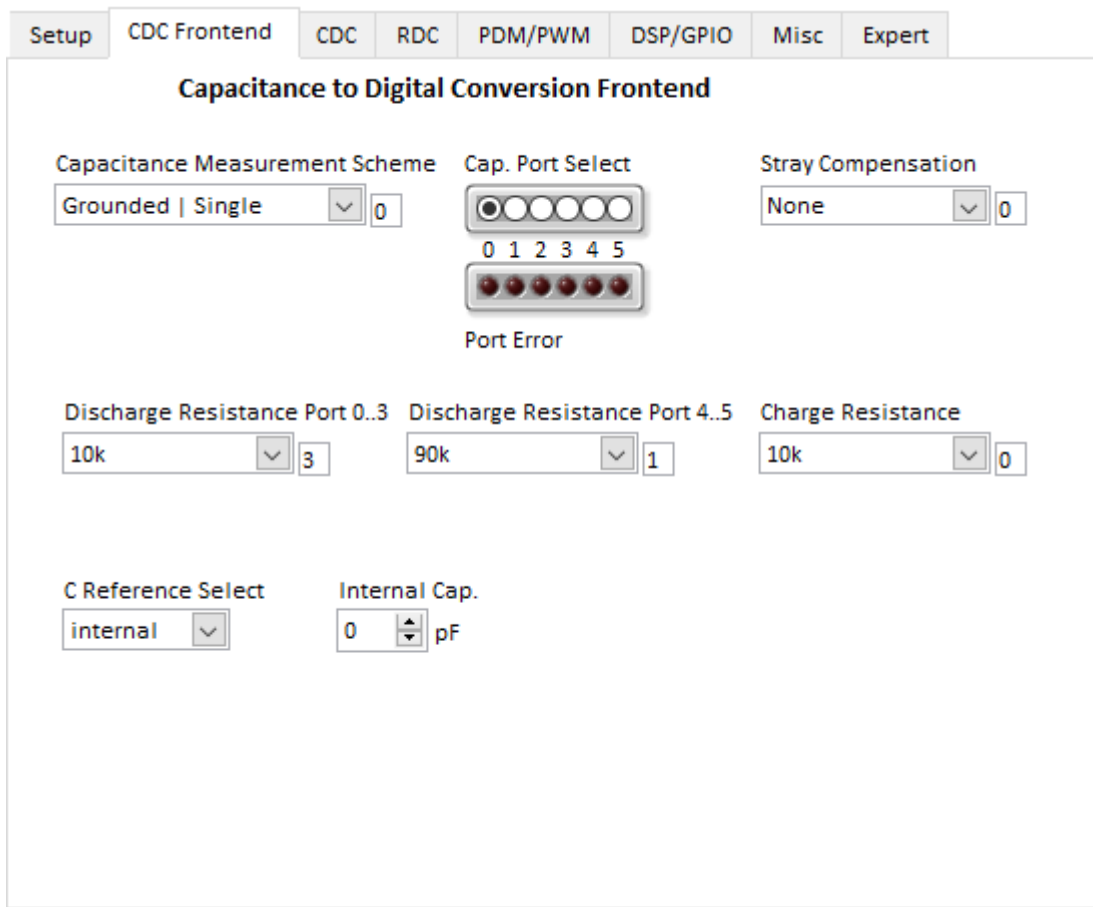 Setup CDC Frontend CDC RDC PDM/PWM DSP/GPIO Misc Expert
Capacitance to Digital Conversion Frontend
Capacitance Measurement Scheme Cap. Port Select Stray Compensation
Grounded | Single 0 None 0
0 1 2 3 4 5
Port Error
Discharge Resistance Port 0..3 Discharge Resistance Port 4..5 Charge Resistance
10k 3 90k 1 10k 0
C Reference Select Internal Cap.
internal 0 pF